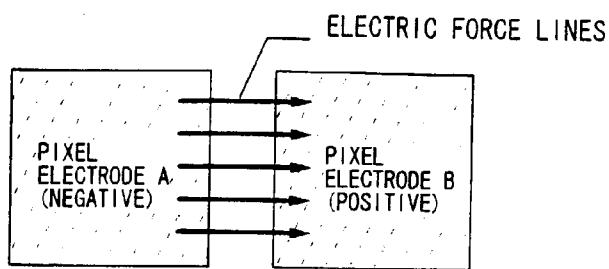 ELECTRIC FORCE LINES
PIXEL
ELECTRODE A
(NEGATIVE)
PIXEL
ELECTRODE B
(POSITIVE)